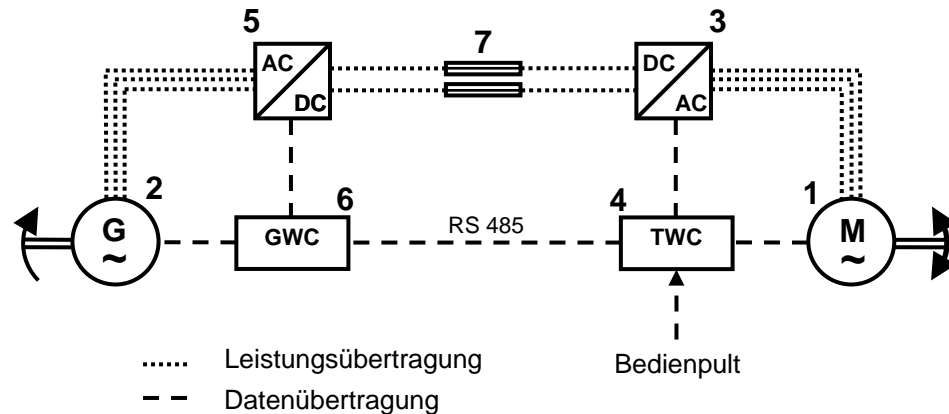 5
7
3
AC
DC
DC
AC
2
6
4
1
G
~
GWC
RS 485
TWC
M
~
Leistungsübertragung
Bedienpult
Datenübertragung